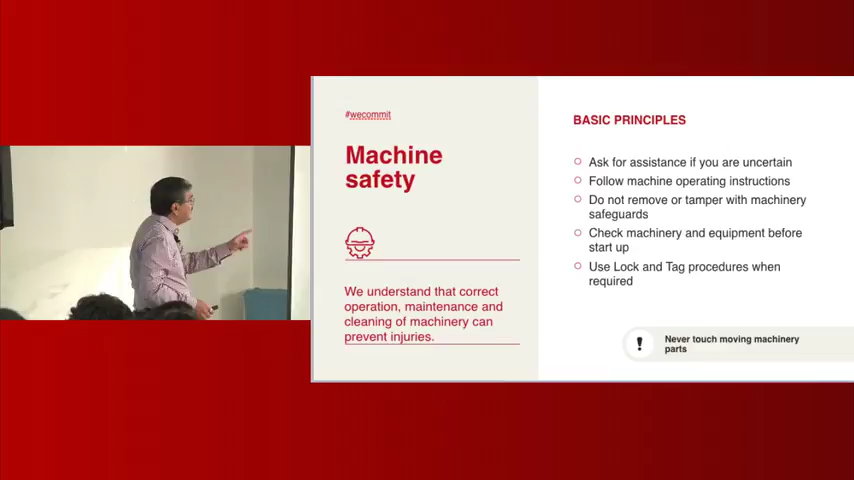 #wecommit
Machine
safety
We understand that correct
operation, maintenance and
cleaning of machinery can
prevent injuries.
BASIC PRINCIPLES
Ask for assistance if you are uncertain
Follow machine operating instructions
Do not remove or tamper with machinery
safeguards
Check machinery and equipment before
start up
Use Lock and Tag procedures when
required
!
Never touch moving machinery
parts